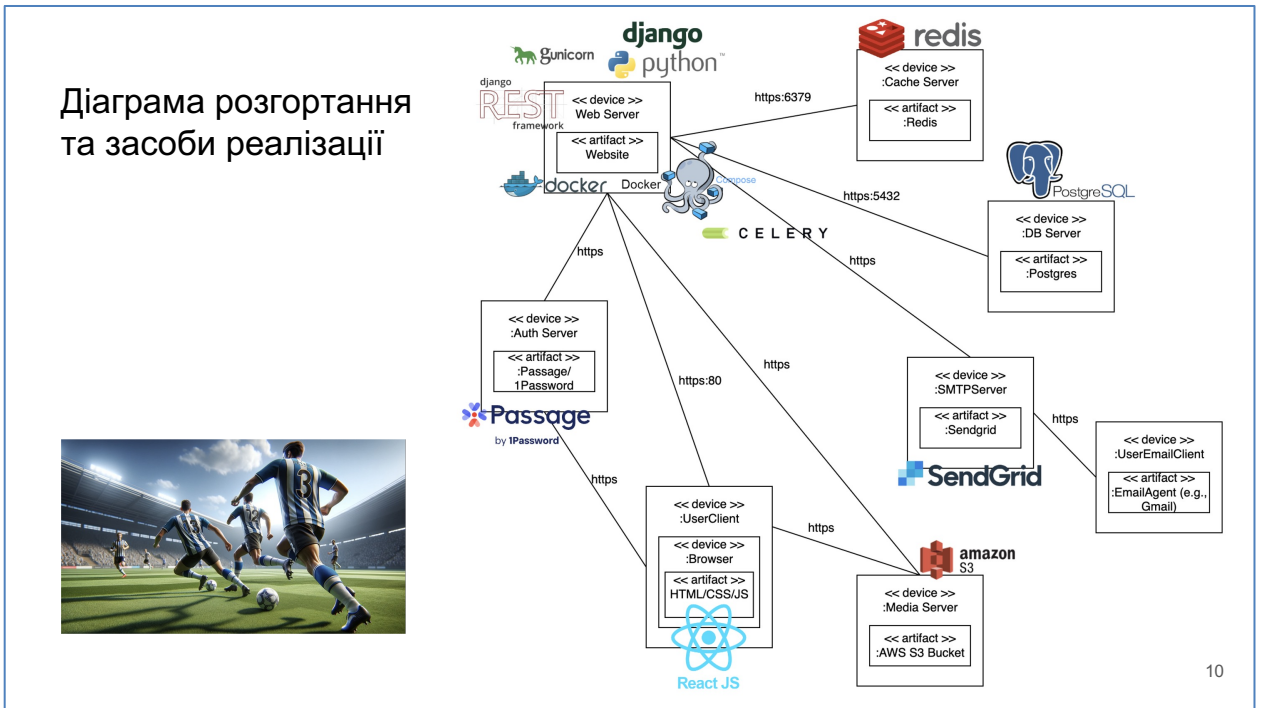 Діаграма розгортання
та засоби реалізації
django
python™
gunicorn
django
REST
framework
<< device >>
Web Server
<< artifact >>
Website
docker
Docker
Compose
CELERY
redis
<< device >>
:Cache Server
<< artifact >>
:Redis
https:6379
PostgreSQL
https:5432
<< device >>
:DB Server
<< artifact >>
:Postgres
https
https
<< device >>
:Auth Server
<< artifact >>
:Passage/
1Password
Passage
by 1Password
https:80
https
<< device >>
:SMTPServer
<< artifact >>
:Sendgrid
SendGrid
https
<< device >>
:UserEmailClient
<< artifact >>
:EmailAgent (e.g.,
Gmail)
https
<< device >>
:UserClient
<< device >>
:Browser
<< artifact >>
HTML/CSS/JS
React JS
https
amazon
S3
<< device >>
:Media Server
<< artifact >>
:AWS S3 Bucket
3
12
3
10